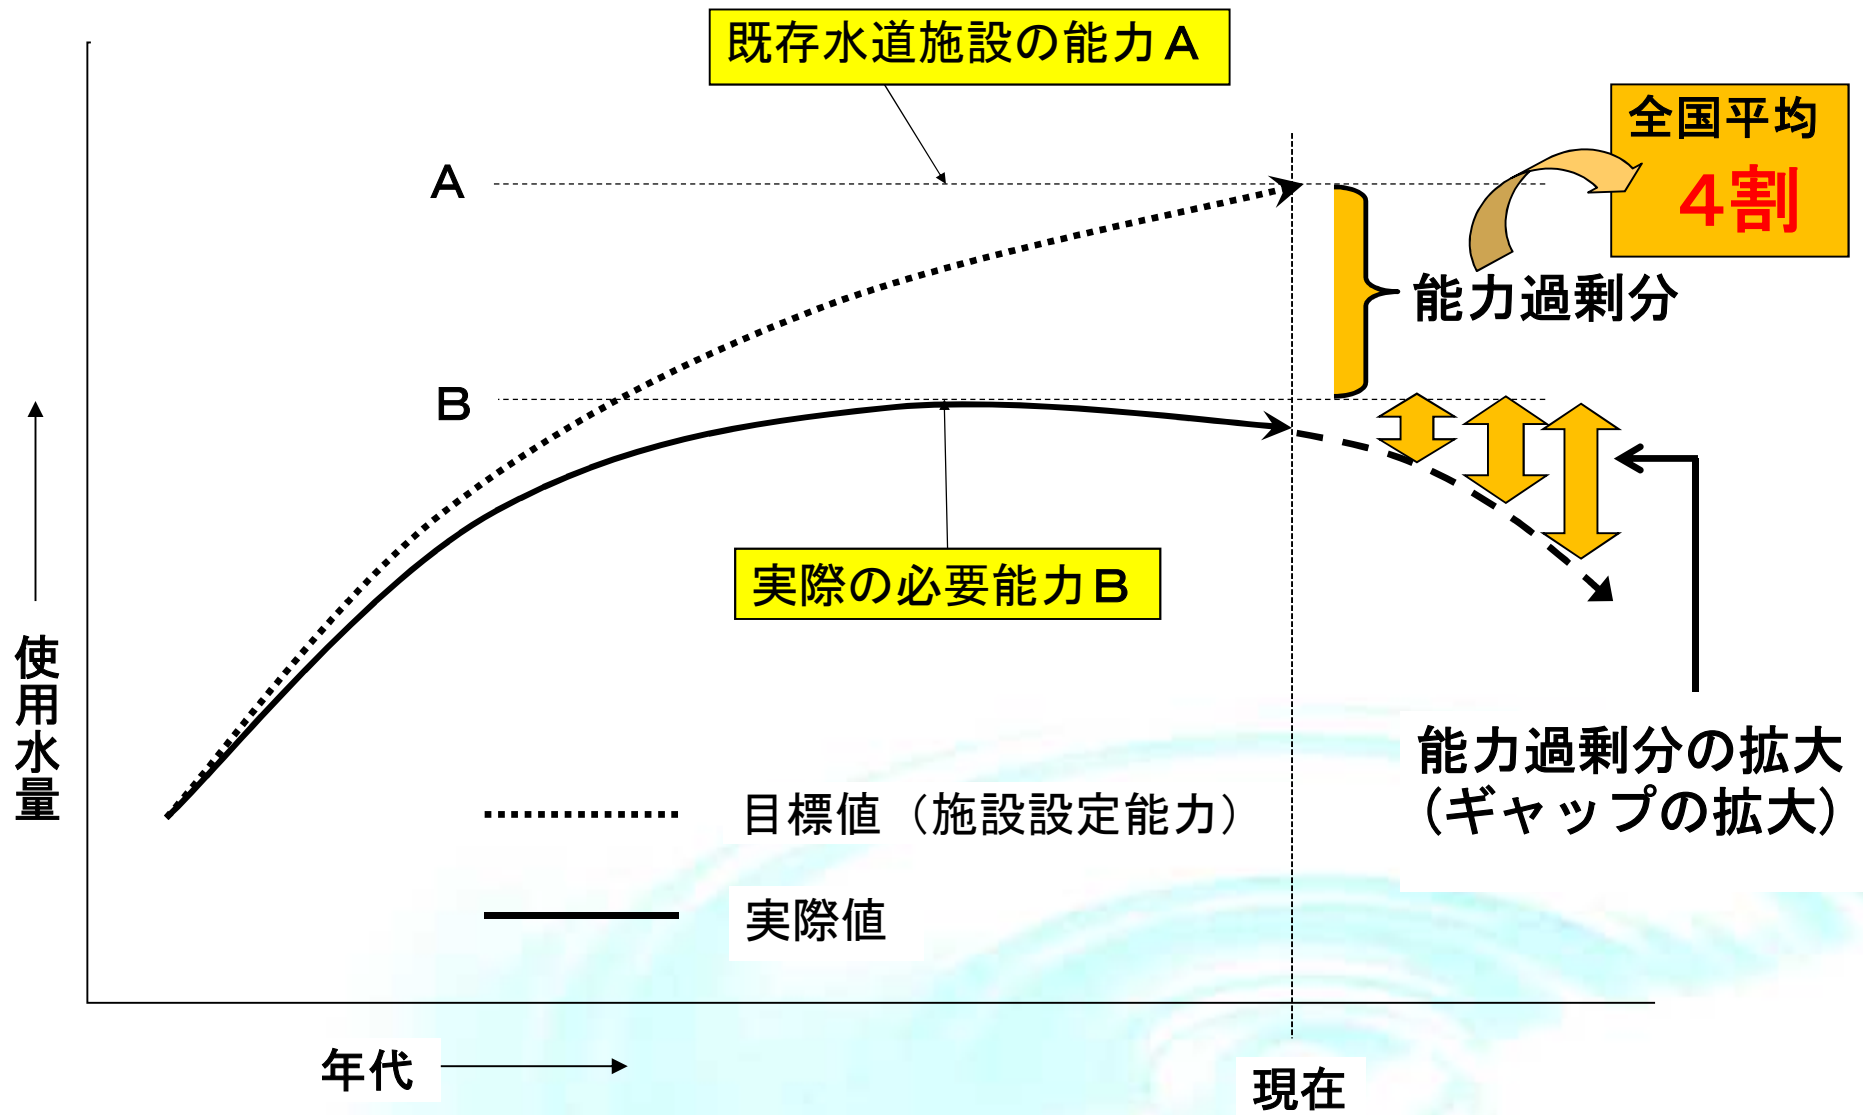 既存水道施設の能力A
全国平均
4割
A
能力過剰分
B
実際の必要能力B
使用水量
能力過剰分の拡大
(ギャップの拡大)
目標値（施設設定能力）
実際値
年代
現在